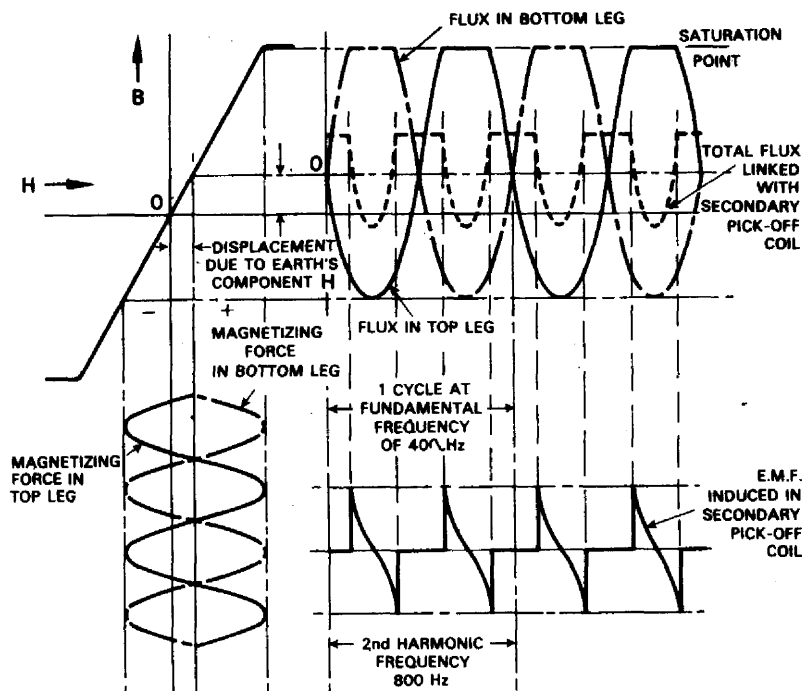 FLUX IN BOTTOM LEG
SATURATION
POINT
B
H
O
O
TOTAL FLUX
LINKED
WITH
SECONDARY
PICK-OFF
COIL
DISPLACEMENT
DUE TO EARTH'S
COMPONENT H
− +
FLUX IN TOP LEG
MAGNETIZING
FORCE
IN BOTTOM LEG
1 CYCLE AT
FUNDAMENTAL
FREQUENCY
OF Hz
MAGNETIZING
FORCE IN
TOP LEG
E.M.F.
INDUCED IN
SECONDARY
PICK-OFF
COIL
2nd HARMONIC
FREQUENCY
800 Hz